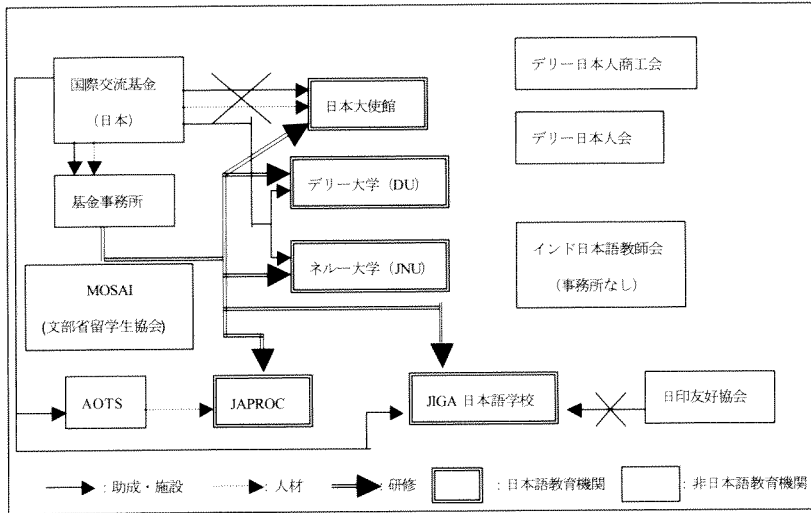 国際交流基金
(日本)
日本大使館
デリー日本人商工会
デリー日本人会
基金事務所
デリー大学 (DU)
ネルー大学 (JNU)
インド日本語教師会
(事務所なし)
MOSAI
(文部省留学生協会)
AOTS
JAPROC
JIGA 日本語学校
日印友好協会
: 助成・施設 : 人材 : 研修 : 日本語教育機関 : 非日本語教育機関